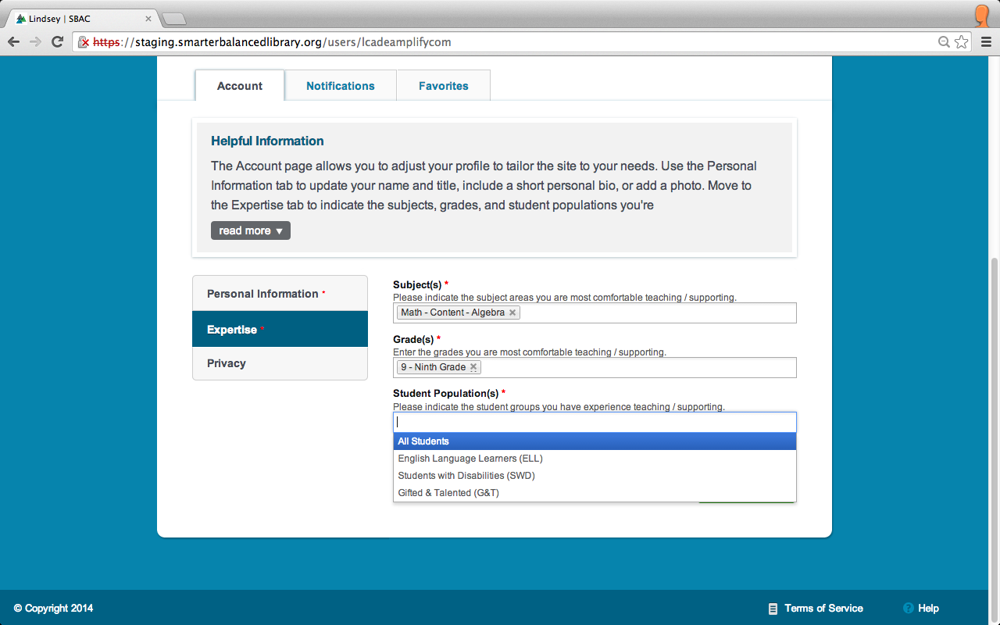 Lindsey | SBAC
https://staging.smarterbalancedlibrary.org/users/lcadeamplifycom
Account
Notifications
Favorites
Helpful Information
The Account page allows you to adjust your profile to tailor the site to your needs. Use the Personal
Information tab to update your name and title, include a short personal bio, or add a photo. Move to
the Expertise tab to indicate the subjects, grades, and student populations you're
read more ▼
Personal Information *
Expertise *
Privacy
Subject(s) *
Please indicate the subject areas you are most comfortable teaching / supporting.
Math - Content - Algebra
Grade(s) *
Enter the grades you are most comfortable teaching / supporting.
9 - Ninth Grade
Student Population(s) *
Please indicate the student groups you have experience teaching / supporting.
All Students
English Language Learners (ELL)
Students with Disabilities (SWD)
Gifted & Talented (G&T)
© Copyright 2014
Terms of Service
? Help